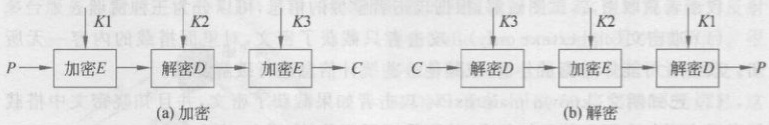 K1 K2 K3 K3 K2 K1
P 加密E 解密D 加密E C 解密D 加密E 解密D P
(a) 加密 (b) 解密